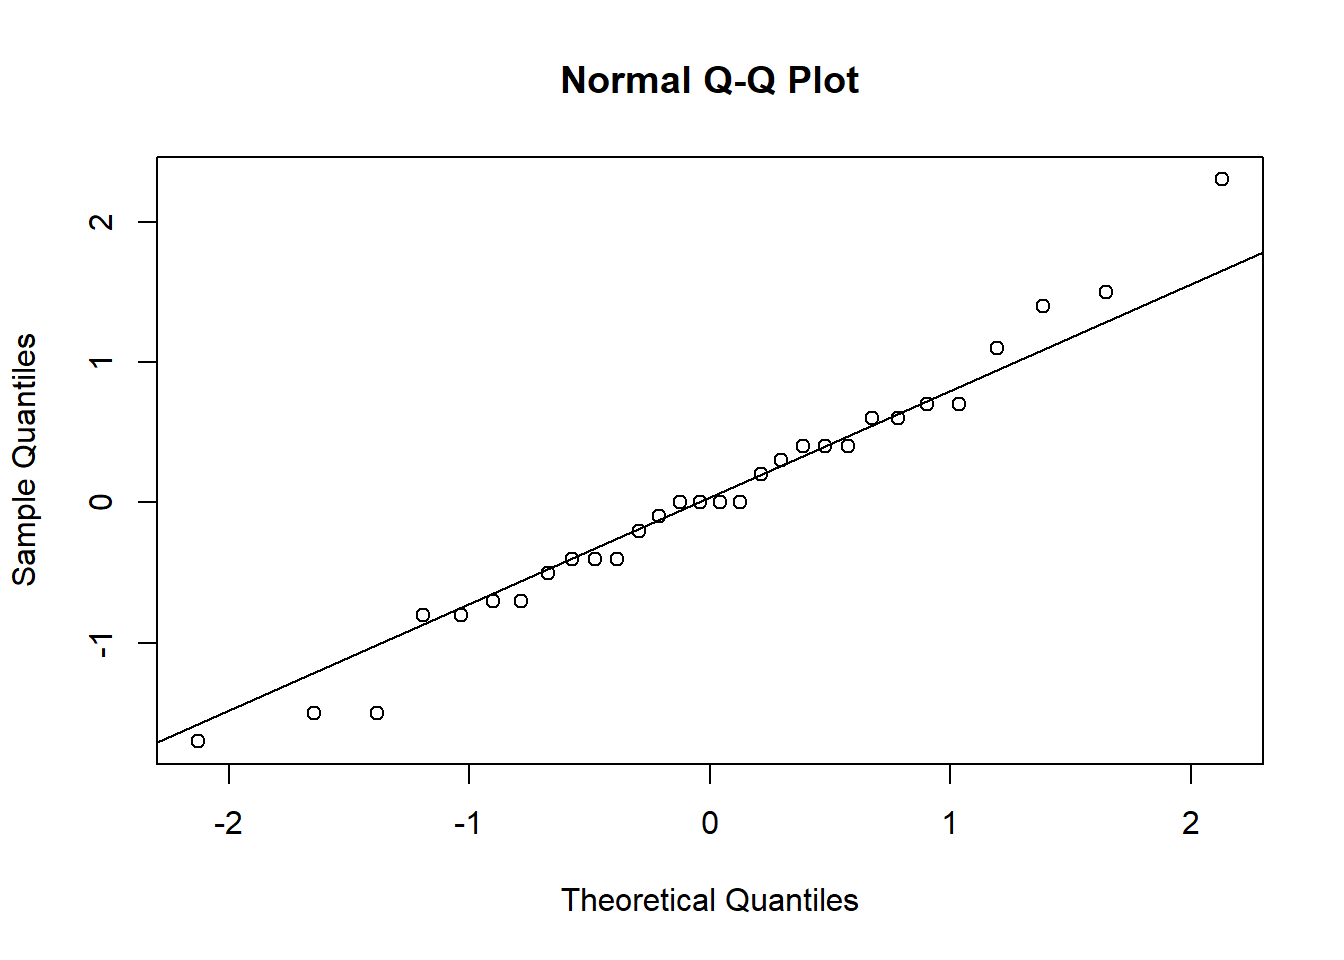 Normal Q-Q Plot
Sample Quantiles
2
1
0
-1
-2 -1 0 1 2
Theoretical Quantiles